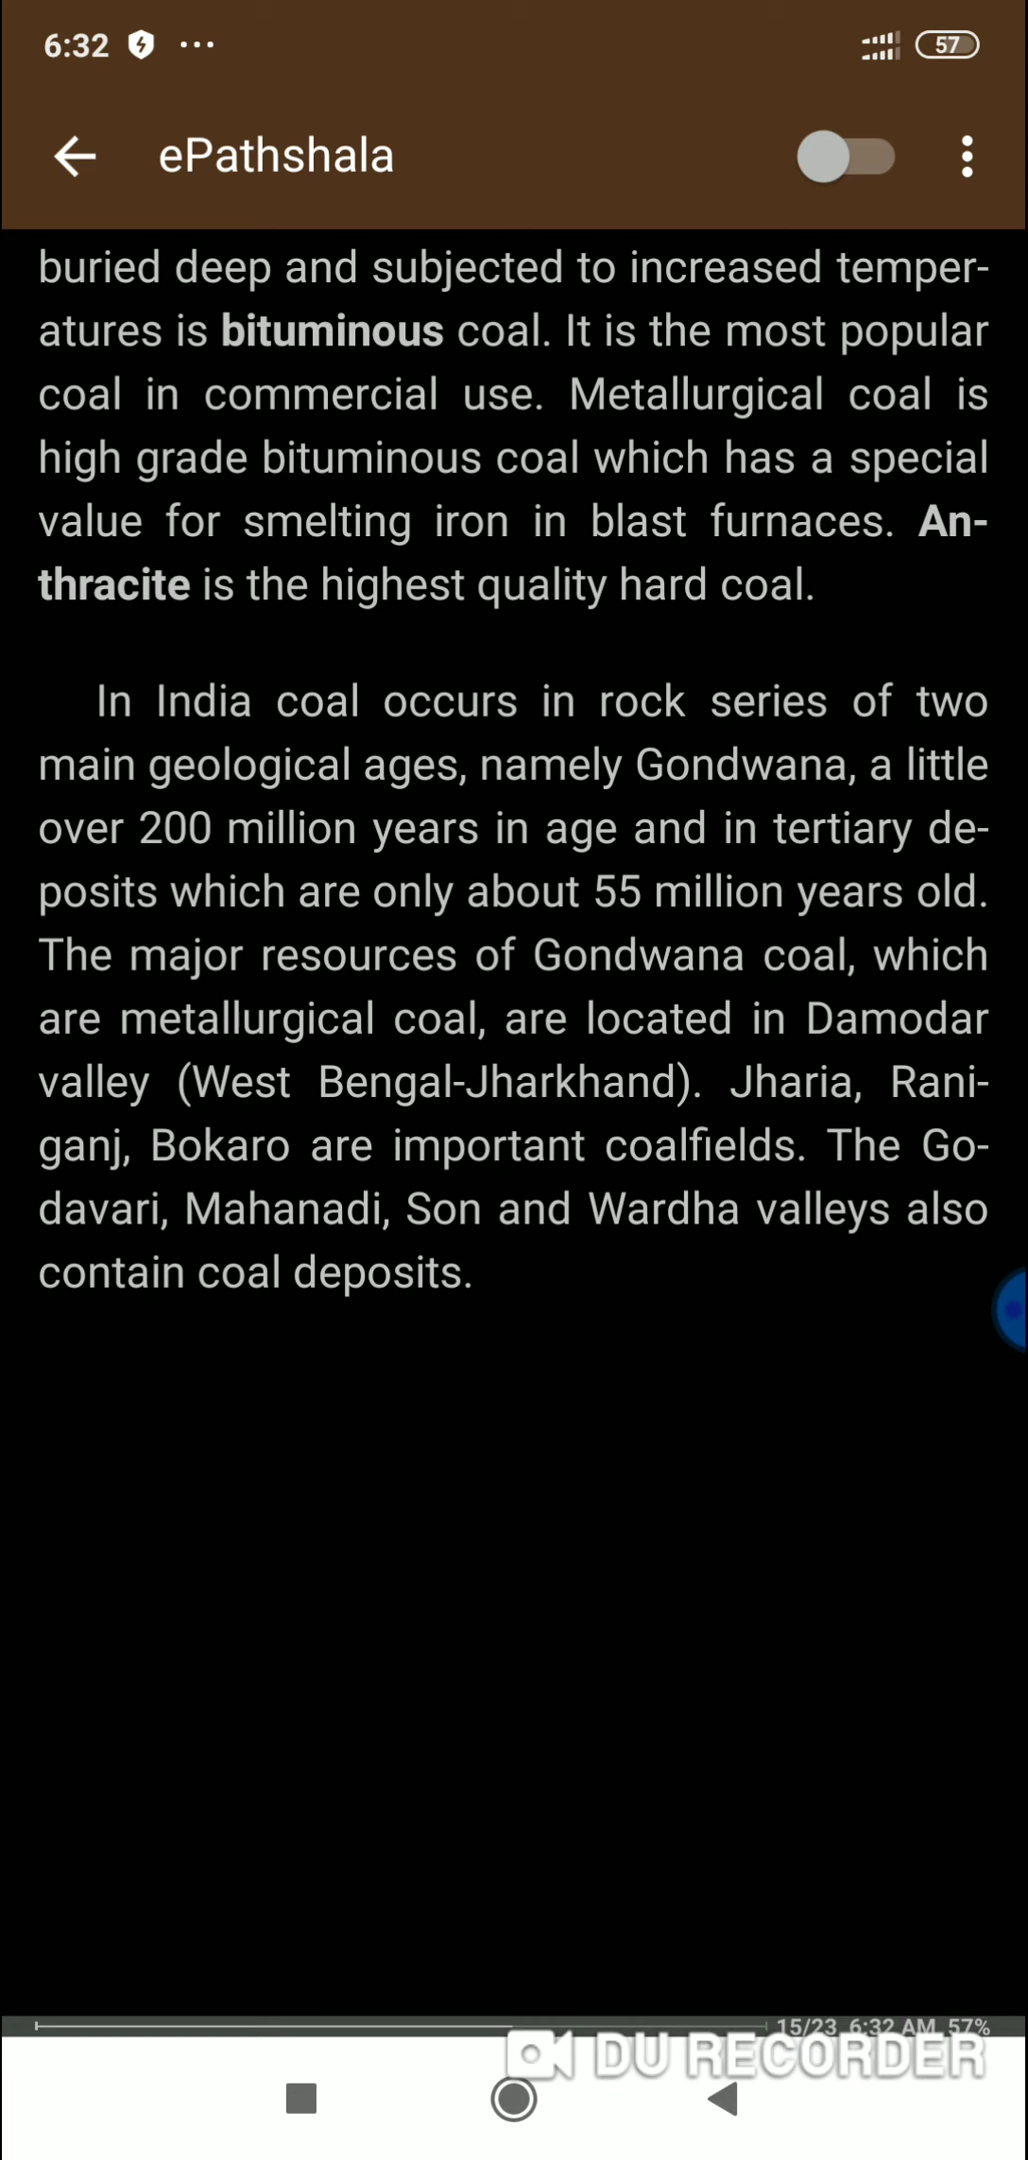 6:32
57
ePathshala
buried deep and subjected to increased temper-
atures is bituminous coal. It is the most popular
coal in commercial use. Metallurgical coal is
high grade bituminous coal which has a special
value for smelting iron in blast furnaces. An-
thracite is the highest quality hard coal.
In India coal occurs in rock series of two
main geological ages, namely Gondwana, a little
over 200 million years in age and in tertiary de-
posits which are only about 55 million years old.
The major resources of Gondwana coal, which
are metallurgical coal, are located in Damodar
valley (West Bengal-Jharkhand). Jharia, Rani-
ganj, Bokaro are important coalfields. The Go-
davari, Mahanadi, Son and Wardha valleys also
contain coal deposits.
15/23 6:32 AM 57%
DU RECORDER